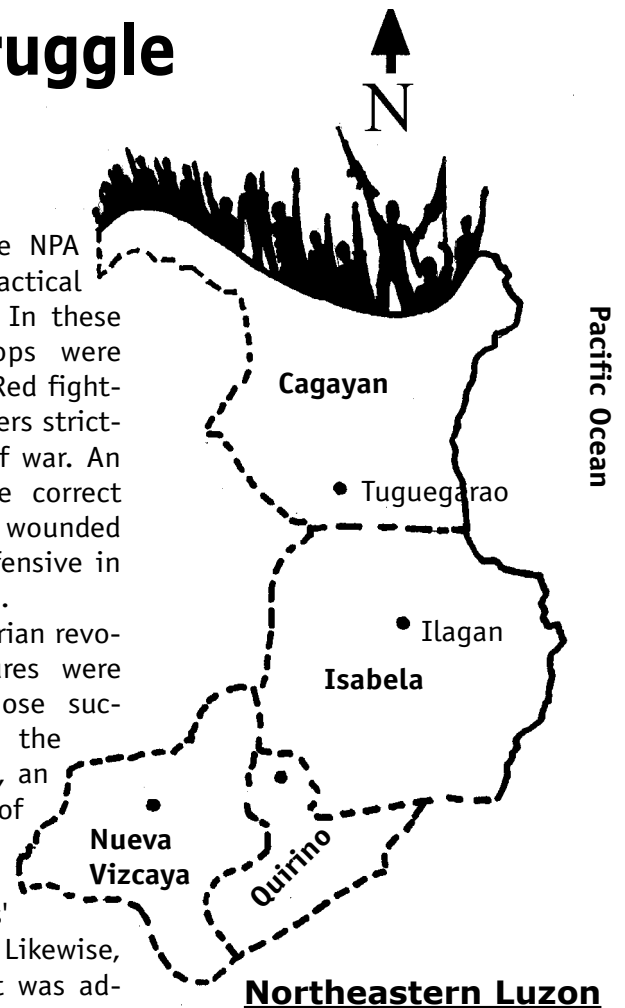 ruggle
N
e NPA
actical
In these
ops were
Red fight-
ers strict-
f war. An
e correct
wounded
fensive in
.
rian revo-
ures were
ose suc-
the
, an
of
s'
Likewise,
t was ad-
Cagayan
Tuguegarao
Pacific Ocean
Ilagan
Isabela
Nueva
Vizcaya
Quirino
Northeastern Luzon